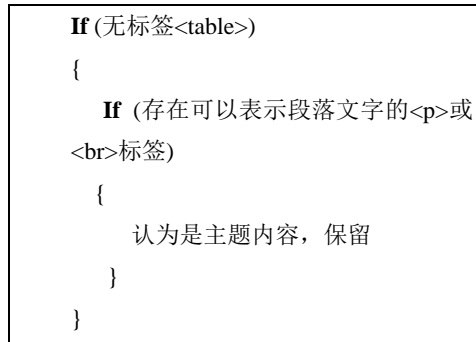 If (无标签<table>)
{
If (存在可以表示段落文字的<p>或
<br>标签)
{
认为是主题内容，保留
}
}